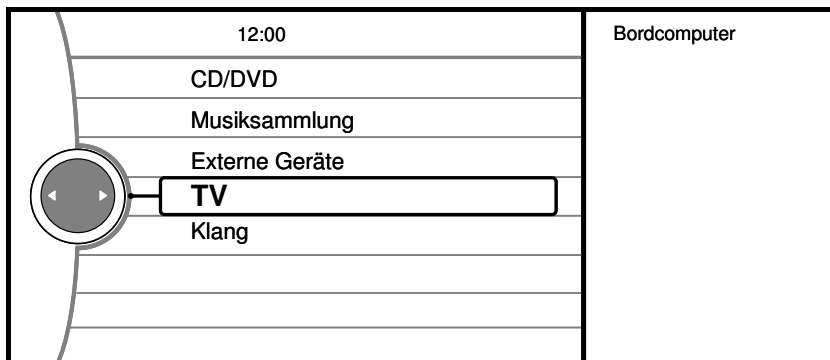 12:00
Bordcomputer
CD/DVD
Musiksammlung
Externe Geräte
TV
Klang